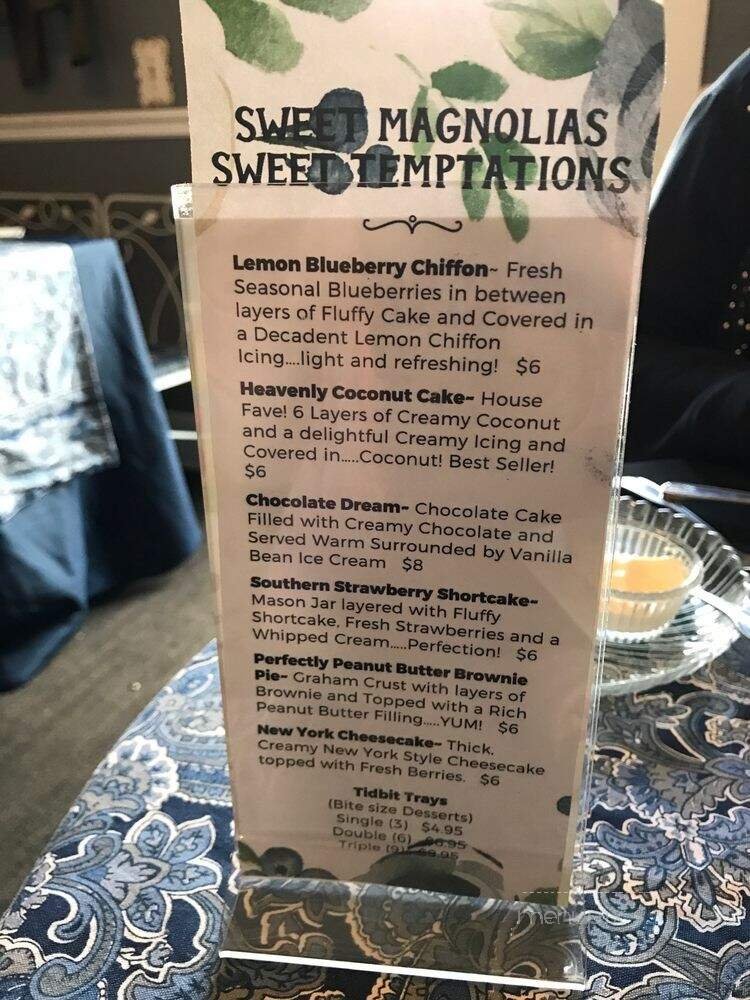 SWEET MAGNOLIAS
SWEET TEMPTATIONS
Lemon Blueberry Chiffon~ Fresh
Seasonal Blueberries in between
layers of Fluffy Cake and Covered in
a Decadent Lemon Chiffon
Icing....light and refreshing! $6
Heavenly Coconut Cake~ House
Fave! 6 Layers of Creamy Coconut
and a delightful Creamy Icing and
Covered in.....Coconut! Best Seller!
$6
Chocolate Dream~ Chocolate Cake
Filled with Creamy Chocolate and
Served Warm Surrounded by Vanilla
Bean Ice Cream $8
Southern Strawberry Shortcake~
Mason Jar layered with Fluffy
Shortcake, Fresh Strawberries and a
Whipped Cream.....Perfection! $6
Perfectly Peanut Butter Brownie
Pie~ Graham Crust with layers of
Brownie and Topped with a Rich
Peanut Butter Filling.....YUM! $6
New York Cheesecake~ Thick,
Creamy New York Style Cheesecake
topped with Fresh Berries. $6
Tidbit Trays
(Bite size Desserts)
Single (3) $4.95
Double (6) $6.95
Triple (9)